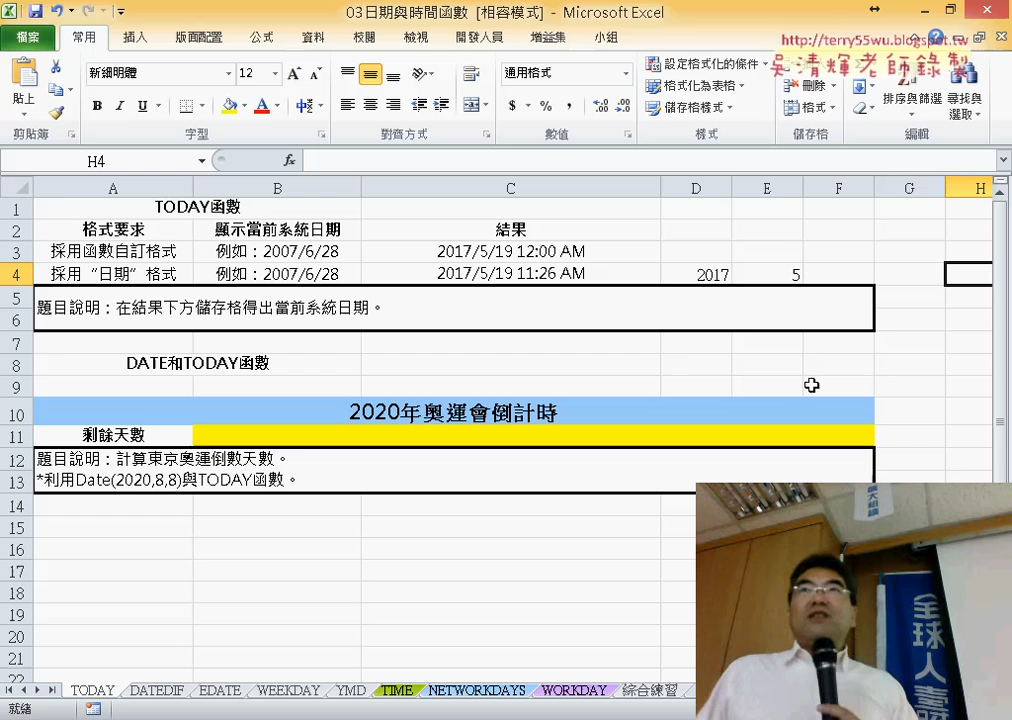 03日期與時間函數 [相容模式] - Microsoft Excel
檔案 常用 插入 版面配置 公式 資料 校閱 檢視 開發人員 增益集 小組
http://terry55wu.blogspot.tw
吳清輝老師錄製
貼上 新細明體 12 B I U 中 通用格式 $ % , 設定格式化的條件 格式化為表格 儲存格樣式 刪除 格式 排序與篩選 尋找與選取
剪貼簿 字型 對齊方式 數值 樣式 儲存格 編輯
H4 fx
A B C D E F G H
1 TODAY函數
2 格式要求 顯示當前系統日期 結果
3 採用函數自訂格式 例如：2007/6/28 2017/5/19 12:00 AM
4 採用“日期”格式 例如：2007/6/28 2017/5/19 11:26 AM 2017 5
5 題目說明：在結果下方儲存格得出當前系統日期。
6
7
8 DATE和TODAY函數
9
10 2020年奧運會倒計時
11 剩餘天數
12 題目說明：計算東京奧運倒數天數。
13 *利用Date(2020,8,8)與TODAY函數。
14
15
16
17
18
19
20
21
22
TODAY DATEDIF EDATE WEEKDAY YMD TIME NETWORKDAYS WORKDAY 綜合練習
就緒
全球人壽